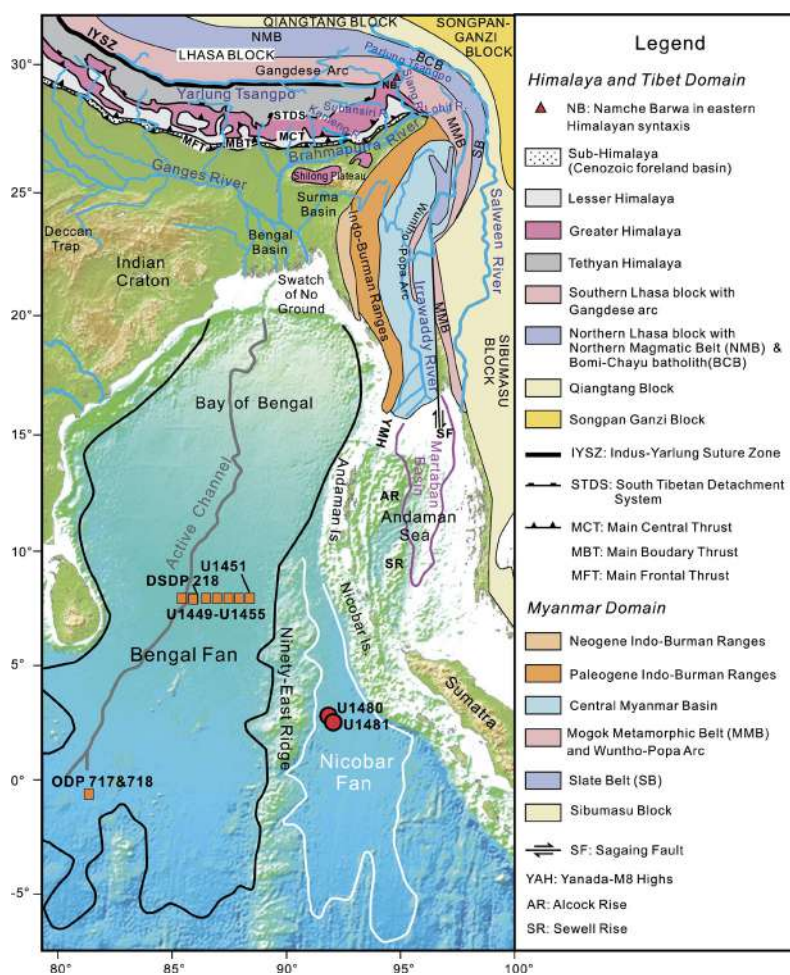 QIANGTANG BLOCK
SONGPAN-
GANZI
BLOCK
NMB
IYSZ
LHASA BLOCK
BCB
Parlung Tsangpo
30°
Gangdese Arc
NB
Yarlung Tsangpo
Siang R.
Lohit R.
STDS
Subansiri R.
Kameng R.
MCT
MBT
MFT
MMB
SB
Brahmaputra River
Ganges River
Shilong Plateau
25°
Surma
Basin
Deccan
Trap
Bengal
Basin
Indian
Craton
Indo-Burman Ranges
Wuntho-Popa Arc
Salween River
Swatch
of No
Ground
Irrawaddy River
MMB
20°
SIBUMASU
BLOCK
Bay of Bengal
15°
YMH
SF
Martaban
Basin
Andaman Is.
AR
Andaman
Sea
Active Channel
10°
SR
U1451
DSDP 218
U1449-U1455
Nicobar Is.
Bengal Fan
5°
Ninety-East Ridge
Sumatra
U1480
U1481
Nicobar
Fan
0°
ODP 717&718
-5°
80°
85°
90°
95°
100°
Legend
Himalaya and Tibet Domain
NB: Namche Barwa in eastern
Himalayan syntaxis
Sub-Himalaya
(Cenozoic foreland basin)
Lesser Himalaya
Greater Himalaya
Tethyan Himalaya
Southern Lhasa block with
Gangdese arc
Northern Lhasa block with
Northern Magmatic Belt (NMB) &
Bomi-Chayu batholith(BCB)
Qiangtang Block
Songpan Ganzi Block
IYSZ: Indus-Yarlung Suture Zone
STDS: South Tibetan Detachment
System
MCT: Main Central Thrust
MBT: Main Boudary Thrust
MFT: Main Frontal Thrust
Myanmar Domain
Neogene Indo-Burman Ranges
Paleogene Indo-Burman Ranges
Central Myanmar Basin
Mogok Metamorphic Belt (MMB)
and Wuntho-Popa Arc
Slate Belt (SB)
Sibumasu Block
SF: Sagaing Fault
YAH: Yanada-M8 Highs
AR: Alcock Rise
SR: Sewell Rise